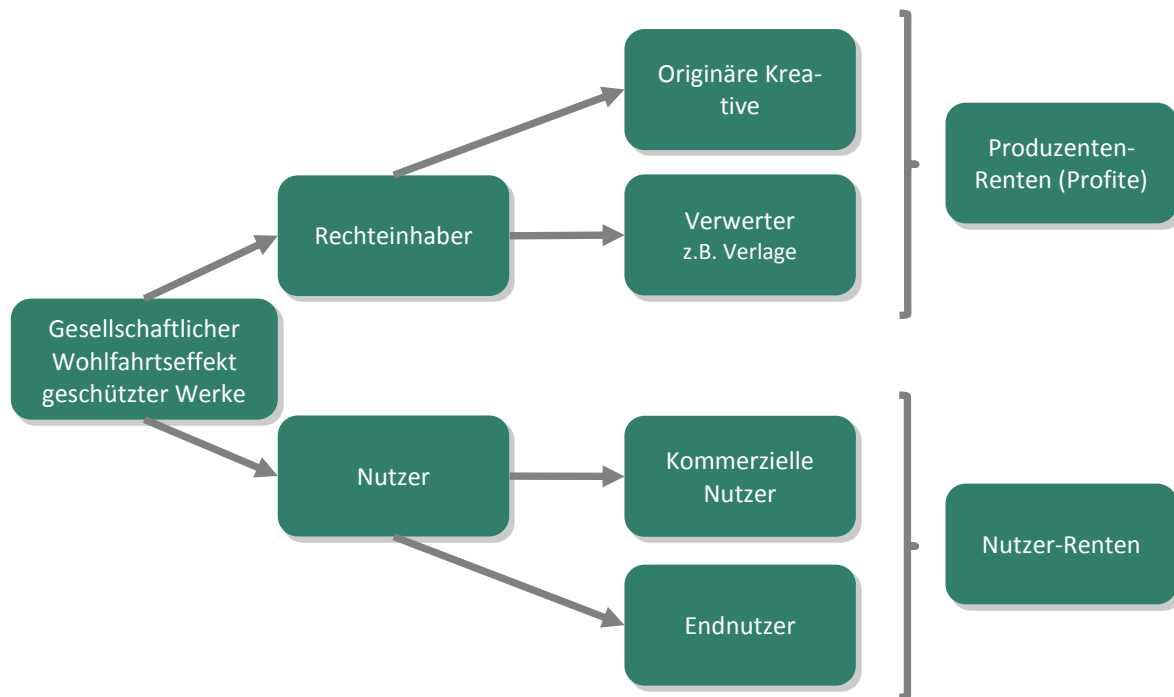 Originäre Krea-
tive
Produzenten-
Renten (Profite)
Rechteinhaber
Verwerter
z.B. Verlage
Gesellschaftlicher
Wohlfahrtseffekt
geschützter Werke
Nutzer
Kommerzielle
Nutzer
Nutzer-Renten
Endnutzer